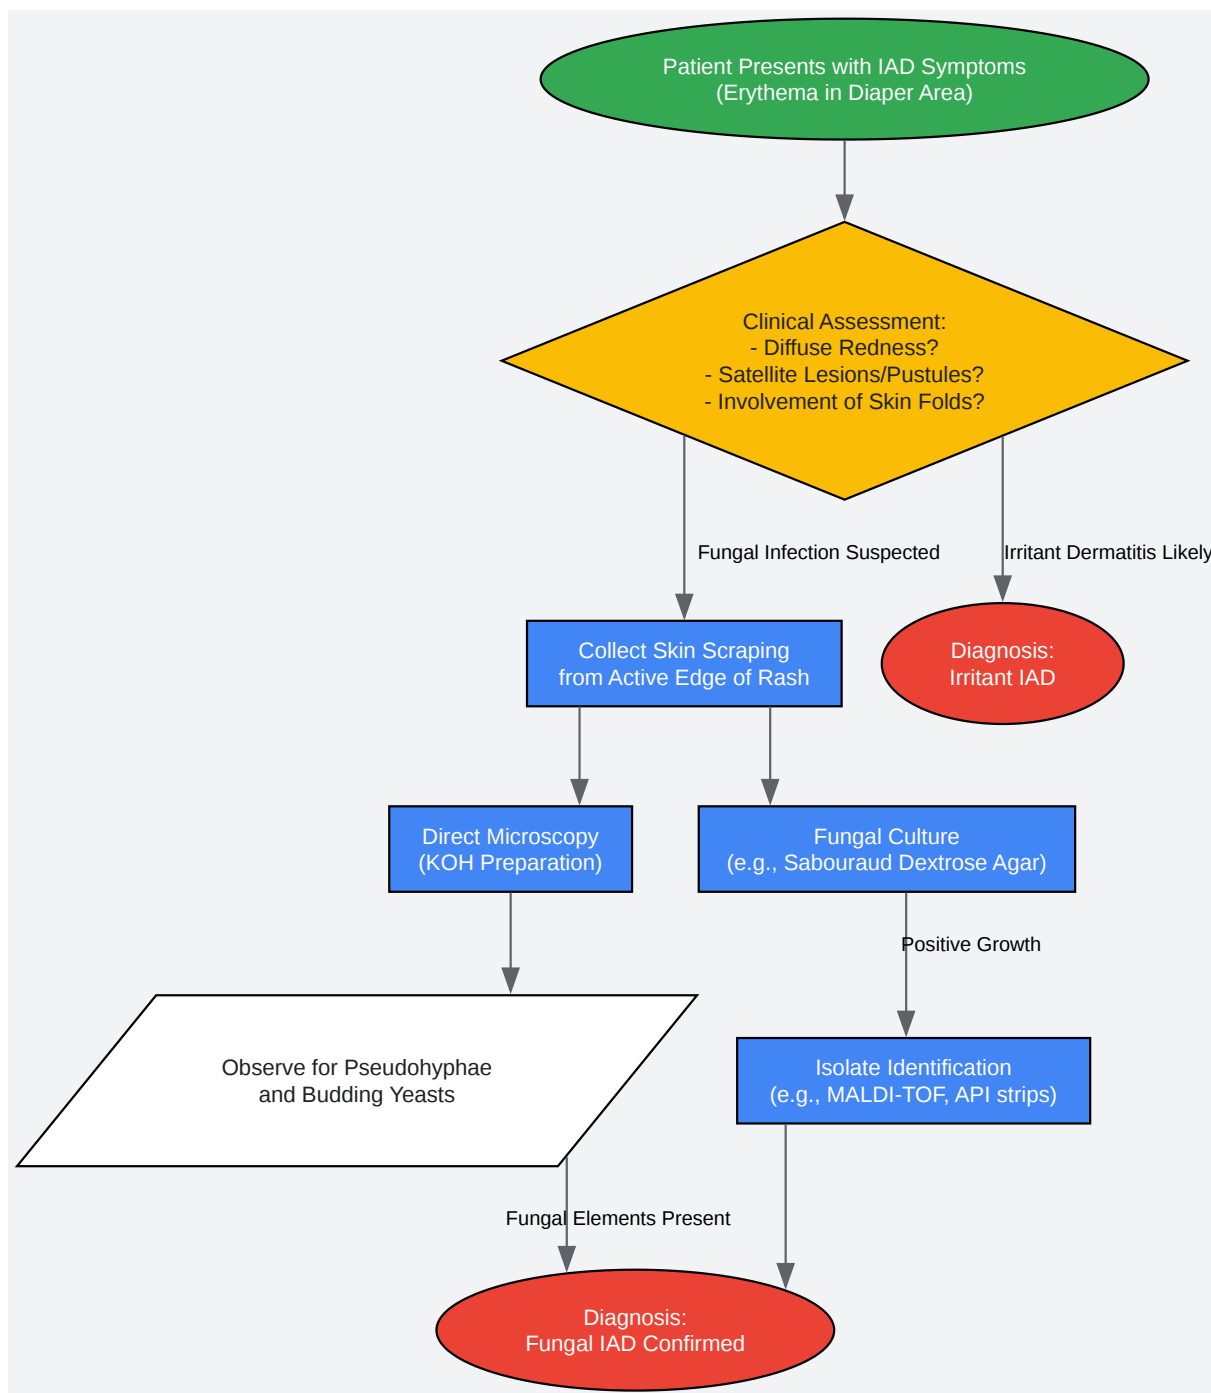 Patient Presents with IAD Symptoms
(Erythema in Diaper Area)
Clinical Assessment:
- Diffuse Redness?
- Satellite Lesions/Pustules?
- Involvement of Skin Folds?
Fungal Infection Suspected
Irritant Dermatitis Likely
Collect Skin Scraping
from Active Edge of Rash
Diagnosis:
Irritant IAD
Direct Microscopy
(KOH Preparation)
Fungal Culture
(e.g., Sabouraud Dextrose Agar)
Positive Growth
Observe for Pseudohyphae
and Budding Yeasts
Isolate Identification
(e.g., MALDI-TOF, API strips)
Fungal Elements Present
Diagnosis:
Fungal IAD Confirmed